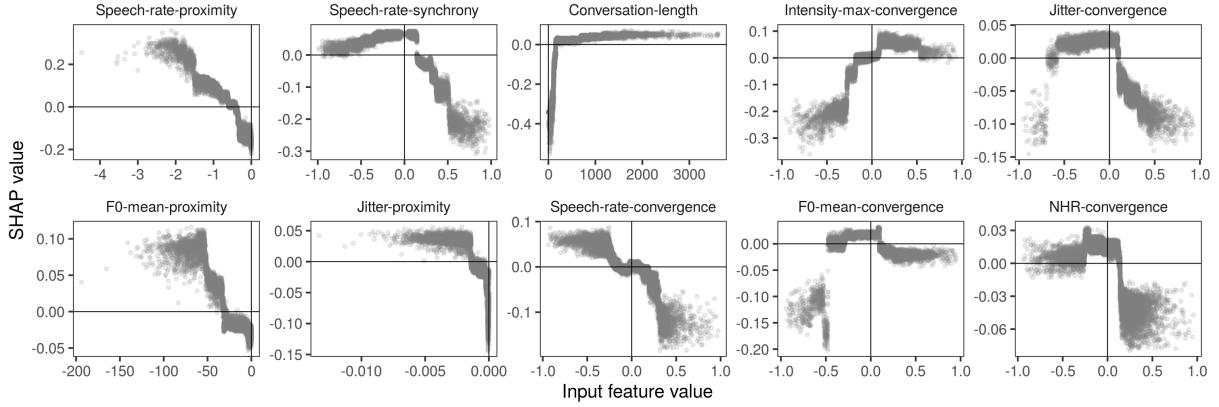 Speech-rate-proximity Speech-rate-synchrony Conversation-length Intensity-max-convergence Jitter-convergence
0.2 0.0 -0.2
-4 -3 -2 -1 0
0.0 -0.1 -0.2 -0.3
-1.0 -0.5 0.0 0.5 1.0
0.0 -0.2 -0.4
0 1000 2000 3000
0.1 0.0 -0.1 -0.2 -0.3
-1.0 -0.5 0.0 0.5 1.0
0.05 0.00 -0.05 -0.10 -0.15
-1.0 -0.5 0.0 0.5 1.0
SHAP value
F0-mean-proximity Jitter-proximity Speech-rate-convergence F0-mean-convergence NHR-convergence
0.10 0.05 0.00 -0.05
-200 -150 -100 -50 0
0.05 0.00 -0.05 -0.10 -0.15
-0.010 -0.005 0.000
0.1 0.0 -0.1
-1.0 -0.5 0.0 0.5 1.0
0.00 -0.05 -0.10 -0.15 -0.20
-1.0 -0.5 0.0 0.5 1.0
0.03 0.00 -0.03 -0.06
-1.0 -0.5 0.0 0.5 1.0
Input feature value